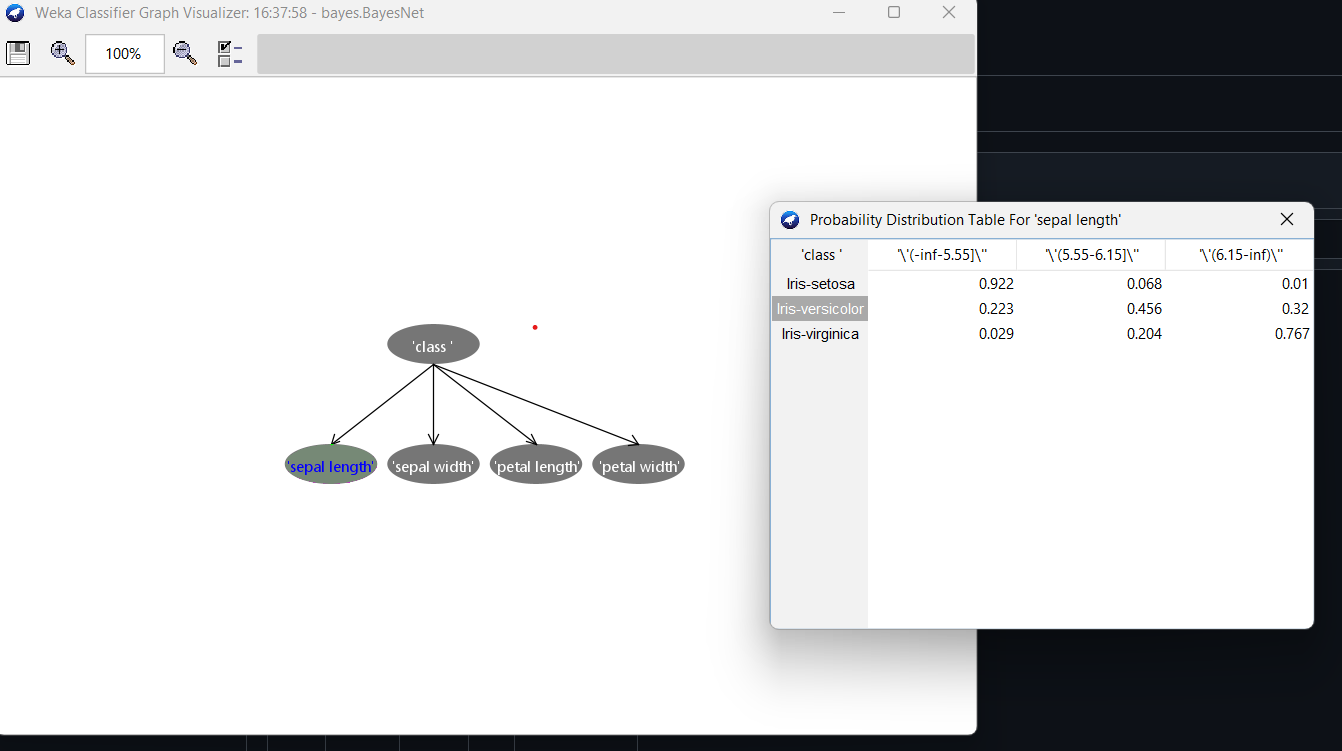 Weka Classifier Graph Visualizer: 16:37:58 - bayes.BayesNet
100%
'class '
'sepal length' 'sepal width' 'petal length' 'petal width'
Probability Distribution Table For 'sepal length'
'class ' '\'(-inf-5.55]\'' '\'(5.55-6.15]\'' '\'(6.15-inf)\''
Iris-setosa 0.922 0.068 0.01
Iris-versicolor 0.223 0.456 0.32
Iris-virginica 0.029 0.204 0.767